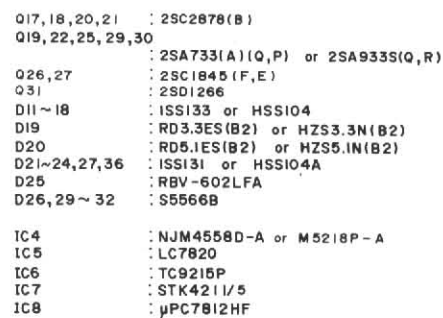 Q17,18,20,21 : 2SC2878(B)
Q19,22,25,29,30
: 2SA733(A)(Q,P) or 2SA933S(Q,R)
Q26,27 : 2SC1845(F,E)
Q31 : 2SD1266
D11~18 : 1SS133 or HSS104
D19 : RD3.3ES(B2) or HZS3.3N(B2)
D20 : RD5.1ES(B2) or HZS5.1N(B2)
D21~24,27,36 : 1SS131 or HSS104A
D25 : RBV-602LFA
D26,29~32 : S5566B
IC4 : NJM4558D-A or M5218P-A
IC5 : LC7820
IC6 : TC9215P
IC7 : STK4211/5
IC8 : µPC7812HF